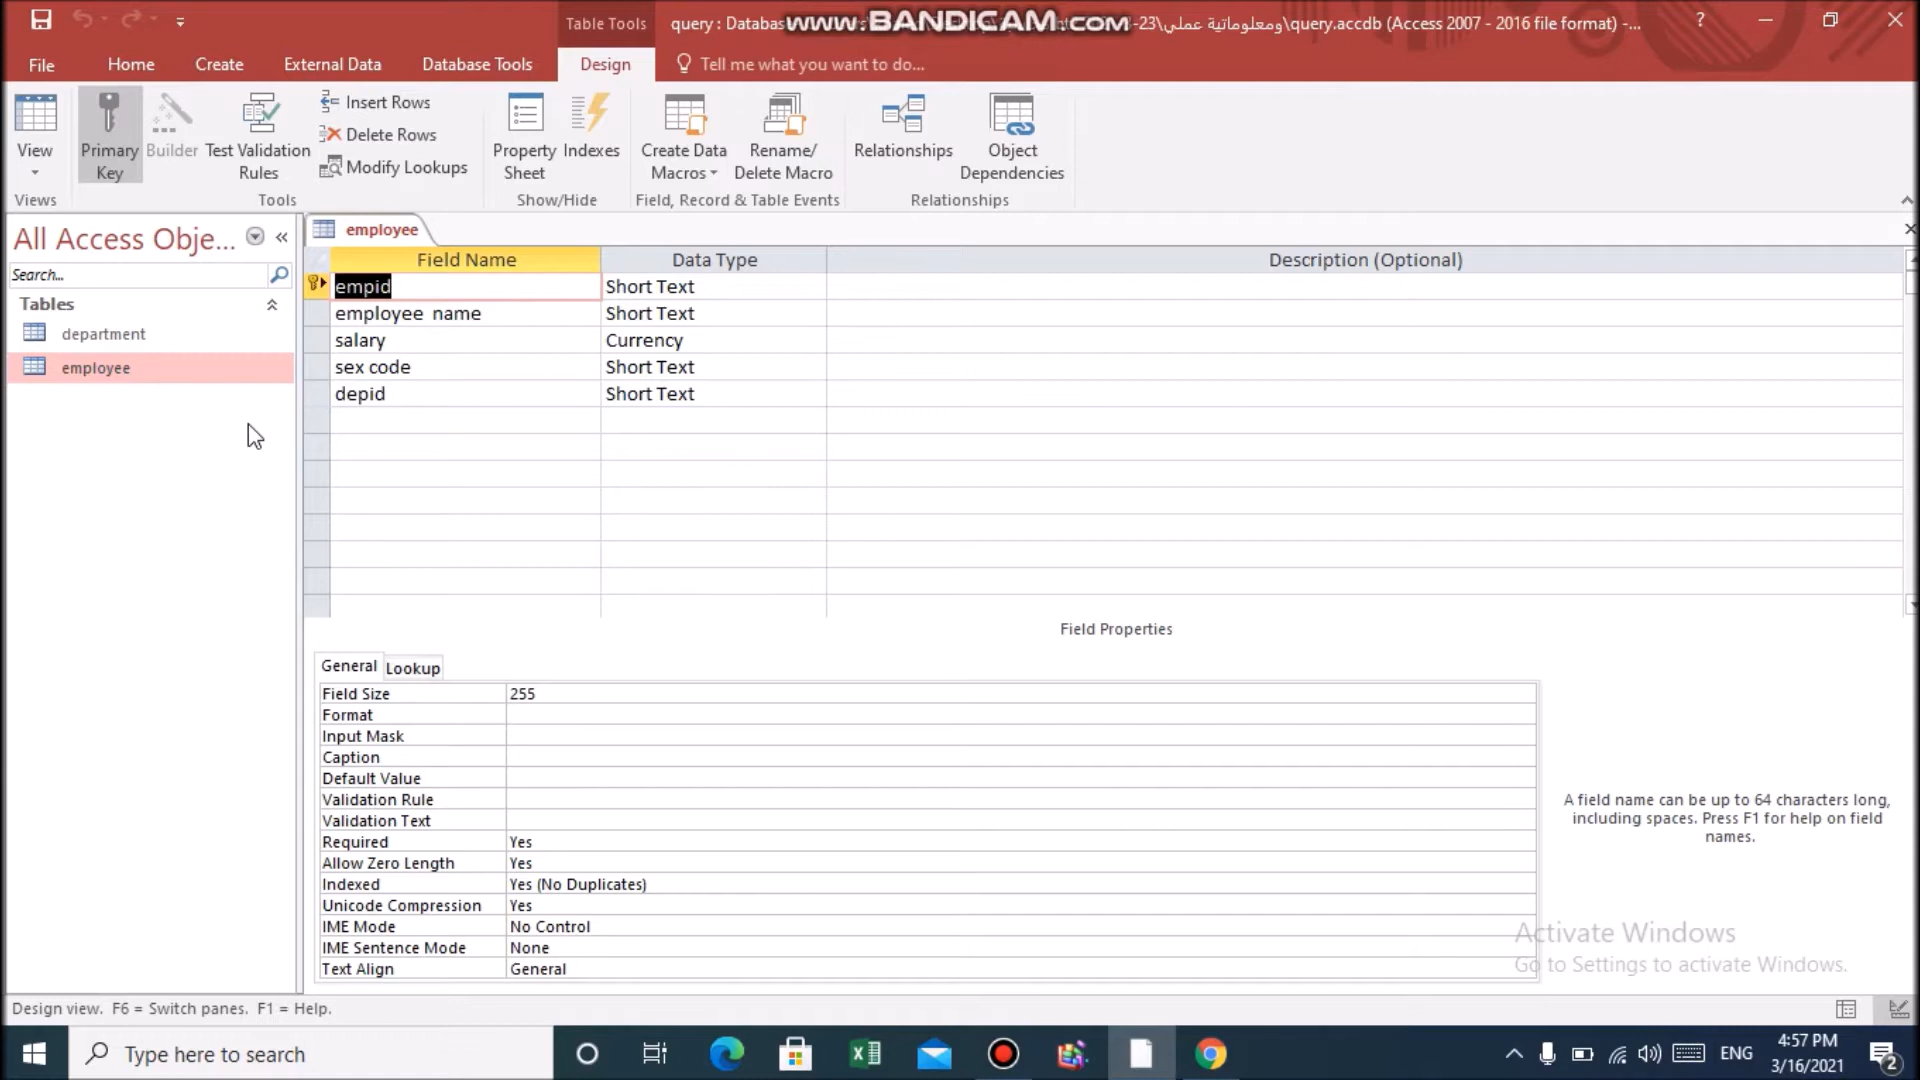 Table Tools
query : Databas
www.BANDICAM.com
-23\ومعلوماتية عملي\query.accdb (Access 2007 - 2016 file format) -...
?
File
Home
Create
External Data
Database Tools
Design
Tell me what you want to do...
View
Primary Key
Builder
Test Validation Rules
Insert Rows
Delete Rows
Modify Lookups
Property Sheet
Indexes
Create Data Macros
Rename/ Delete Macro
Relationships
Object Dependencies
Views
Tools
Show/Hide
Field, Record & Table Events
Relationships
All Access Obje...
Search...
Tables
department
employee
employee
Field Name Data Type Description (Optional)
empid Short Text
employee name Short Text
salary Currency
sex code Short Text
depid Short Text
Field Properties
General Lookup
Field Size 255
Format
Input Mask
Caption
Default Value
Validation Rule
Validation Text
Required Yes
Allow Zero Length Yes
Indexed Yes (No Duplicates)
Unicode Compression Yes
IME Mode No Control
IME Sentence Mode None
Text Align General
A field name can be up to 64 characters long,
including spaces. Press F1 for help on field
names.
Activate Windows
Go to Settings to activate Windows.
Design view. F6 = Switch panes. F1 = Help.
Type here to search
ENG
4:57 PM
3/16/2021
2